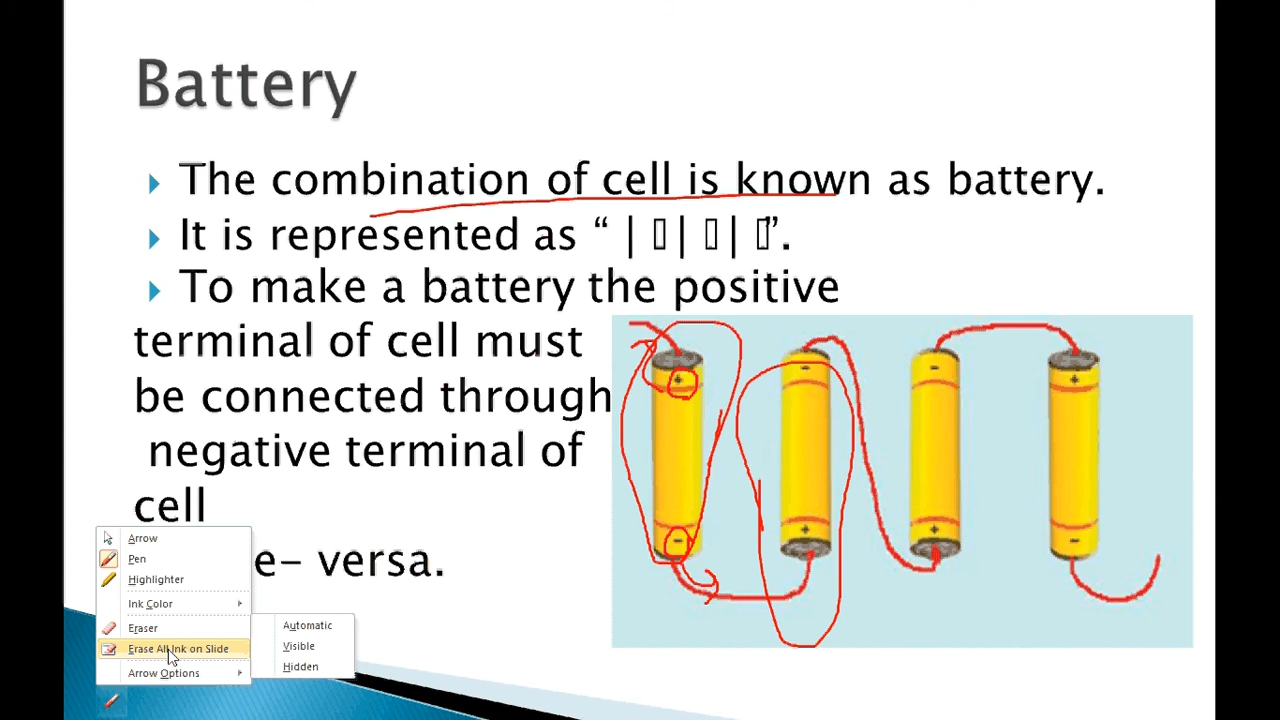 Battery
The combination of cell is known as battery.
It is represented as “ | ▯ | ▯ | ▯”.
To make a battery the positive
terminal of cell must
be connected through
negative terminal of
cell
e- versa.
Arrow
Pen
Highlighter
Ink Color
Eraser
Erase All Ink on Slide
Arrow Options
Automatic
Visible
Hidden
+
-
-
+
-
+
+
-